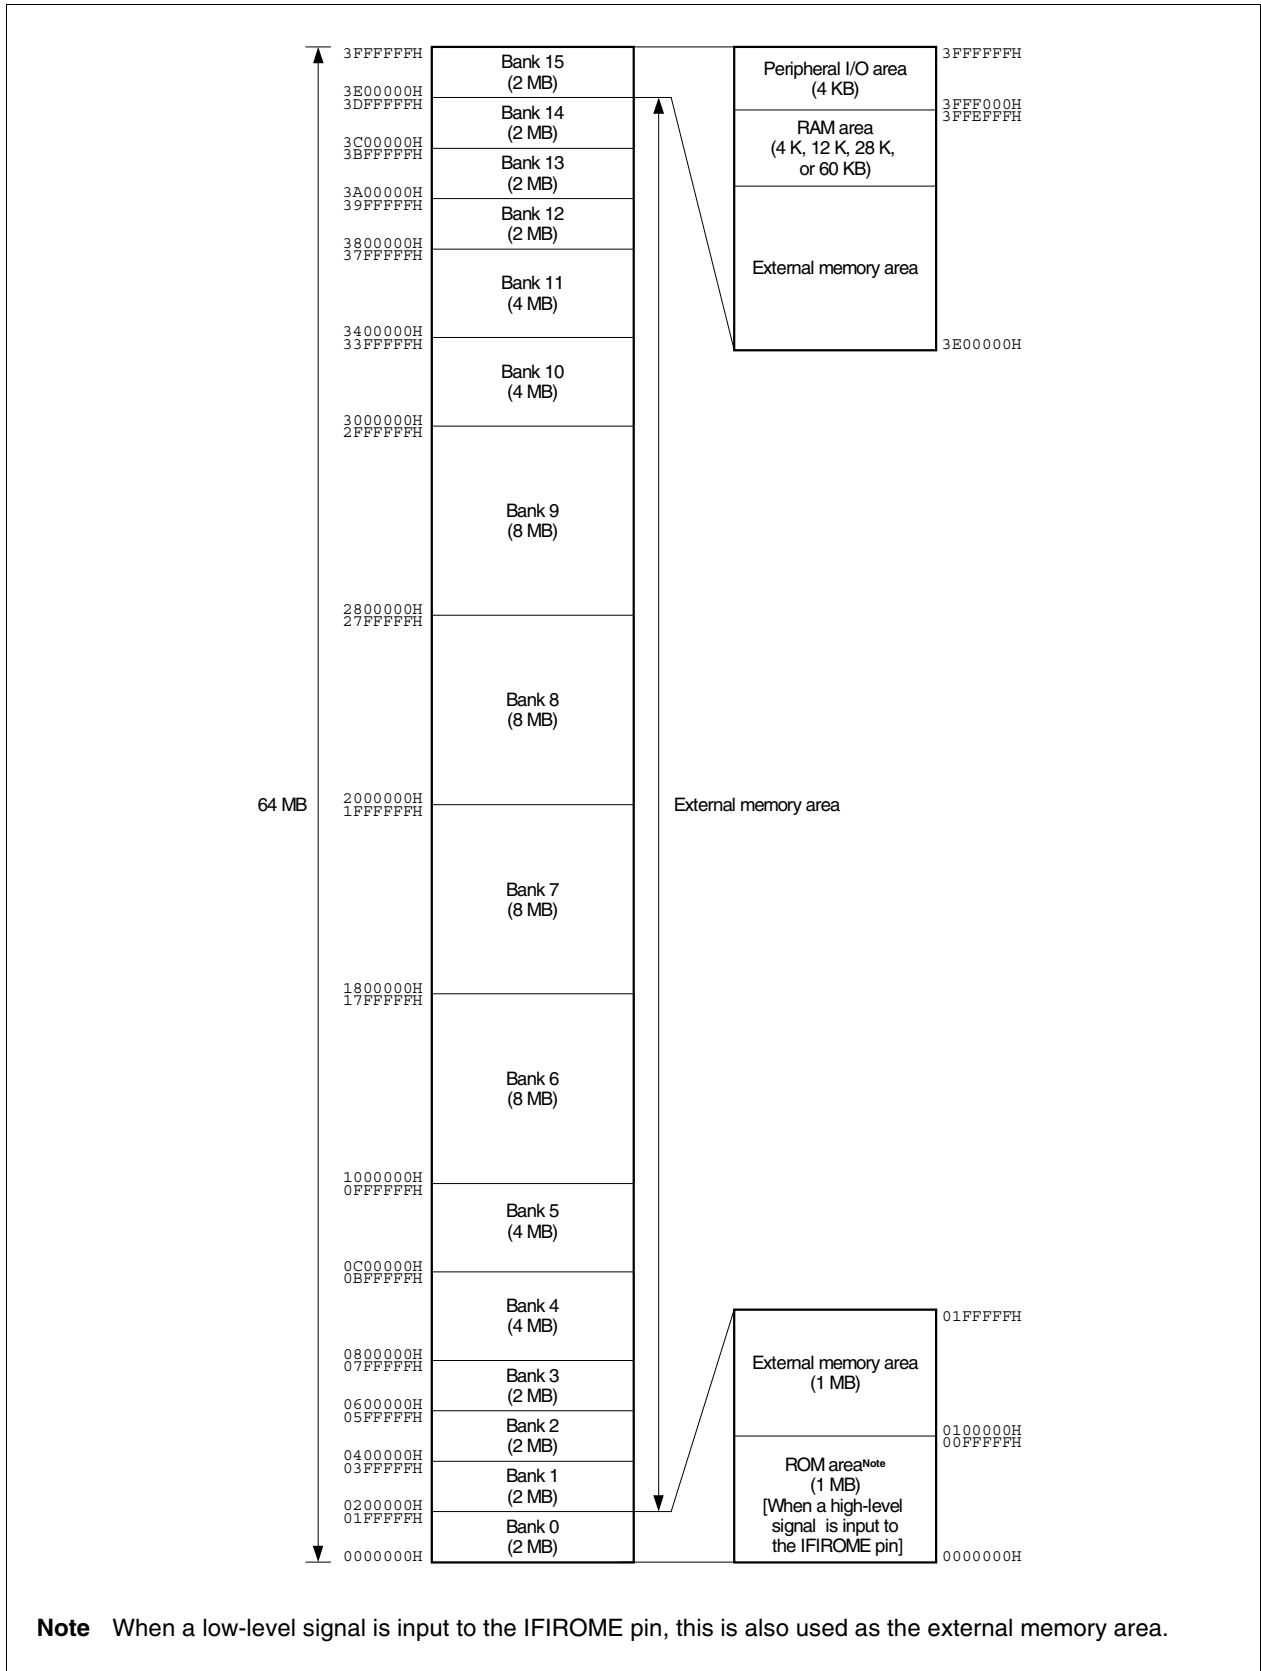 3FFFFFFH
Bank 15
(2 MB)
3E00000H
3DFFFFFH
Bank 14
(2 MB)
3C00000H
3BFFFFFH
Bank 13
(2 MB)
3A00000H
39FFFFFH
Bank 12
(2 MB)
3800000H
37FFFFFH
Bank 11
(4 MB)
3400000H
33FFFFFH
Bank 10
(4 MB)
3000000H
2FFFFFFH
Bank 9
(8 MB)
2800000H
27FFFFFH
Bank 8
(8 MB)
64 MB
2000000H
1FFFFFFH
Bank 7
(8 MB)
1800000H
17FFFFFH
Bank 6
(8 MB)
1000000H
0FFFFFFH
Bank 5
(4 MB)
0C00000H
0BFFFFFH
Bank 4
(4 MB)
0800000H
07FFFFFH
Bank 3
(2 MB)
0600000H
05FFFFFH
Bank 2
(2 MB)
0400000H
03FFFFFH
Bank 1
(2 MB)
0200000H
01FFFFFH
Bank 0
(2 MB)
0000000H
External memory area
3FFFFFFH
Peripheral I/O area
(4 KB)
3FFF000H
3FFEFFFH
RAM area
(4 K, 12 K, 28 K,
or 60 KB)
External memory area
3E00000H
01FFFFFH
External memory area
(1 MB)
0100000H
00FFFFFH
ROM areaNote
(1 MB)
[When a high-level
signal is input to
the IFIROME pin]
0000000H
Note When a low-level signal is input to the IFIROME pin, this is also used as the external memory area.